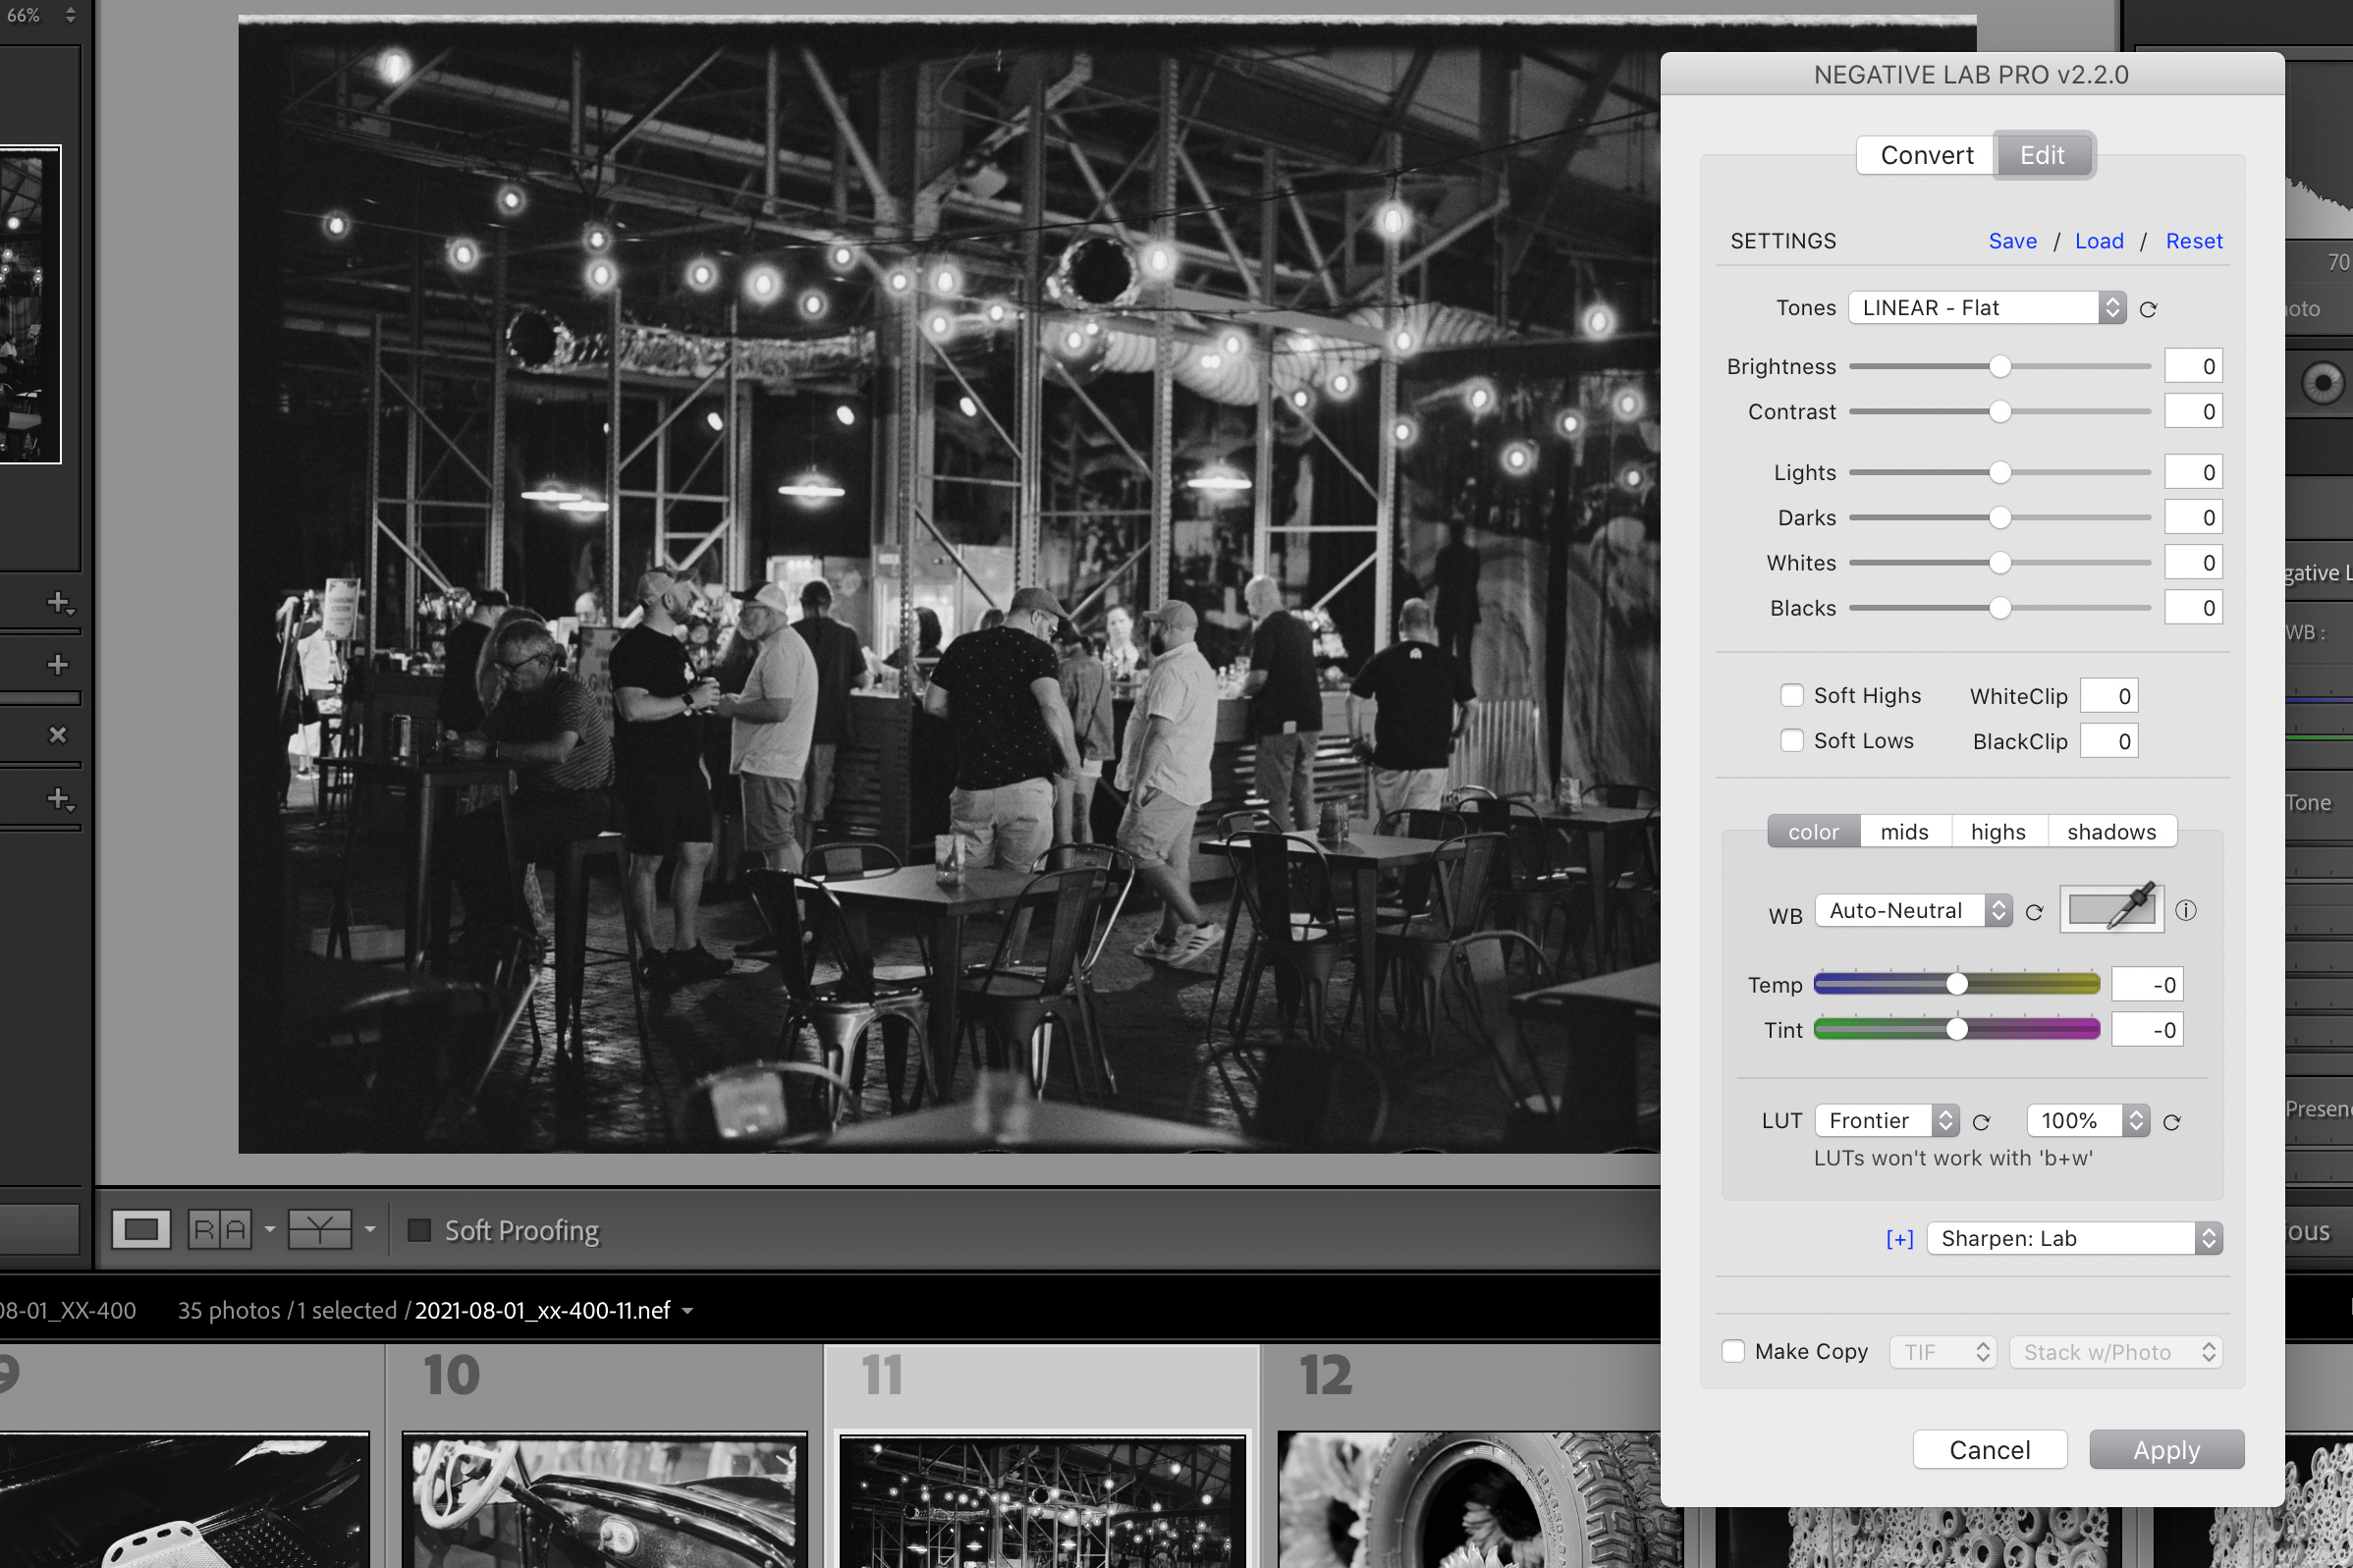 66%
NEGATIVE LAB PRO v2.2.0
Convert
Edit
SETTINGS
Save / Load / Reset
70
Tones LINEAR - Flat
oto
Brightness 0
Contrast 0
Lights 0
Darks 0
Whites 0
gative L
Blacks 0
WB :
Soft Highs WhiteClip 0
Soft Lows BlackClip 0
Tone
color mids highs shadows
WB Auto-Neutral
Temp -0
Tint -0
Presen
LUT Frontier 100%
LUTs won't work with 'b+w'
R A Y Soft Proofing
[+] Sharpen: Lab
ous
08-01_XX-400 35 photos / 1 selected / 2021-08-01_xx-400-11.nef
Make Copy TIF Stack w/Photo
9 10 11 12
Cancel Apply